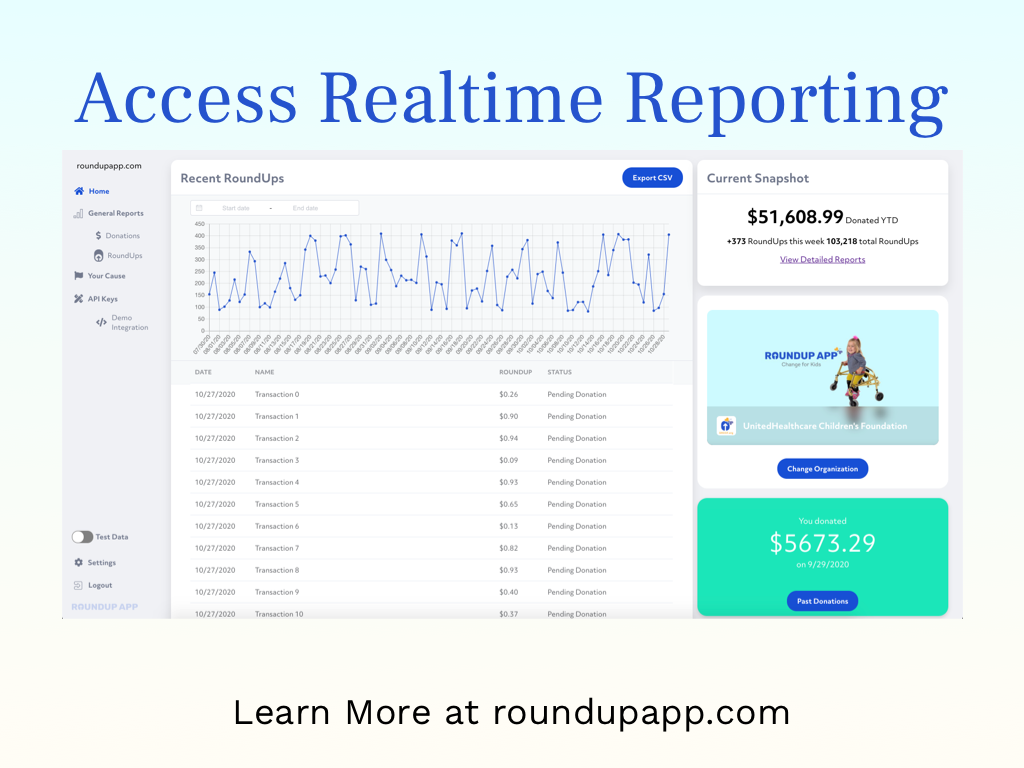 Access Realtime Reporting
roundupapp.com
Home
General Reports
Donations
RoundUps
Your Cause
API Keys
Demo
Integration
Test Data
Settings
Logout
ROUNDUP APP
Recent RoundUps
Export CSV
Start date - End date
450
400
350
300
250
200
150
100
50
0
DATE NAME ROUNDUP STATUS
10/27/2020 Transaction 0 $0.26 Pending Donation
10/27/2020 Transaction 1 $0.90 Pending Donation
10/27/2020 Transaction 2 $0.94 Pending Donation
10/27/2020 Transaction 3 $0.09 Pending Donation
10/27/2020 Transaction 4 $0.93 Pending Donation
10/27/2020 Transaction 5 $0.65 Pending Donation
10/27/2020 Transaction 6 $0.13 Pending Donation
10/27/2020 Transaction 7 $0.82 Pending Donation
10/27/2020 Transaction 8 $0.93 Pending Donation
10/27/2020 Transaction 9 $0.40 Pending Donation
10/27/2020 Transaction 10 $0.37 Pending Donation
Current Snapshot
$51,608.99 Donated YTD
+373 RoundUps this week 103,218 total RoundUps
View Detailed Reports
ROUNDUP APP
Change for Kids
UnitedHealthcare Children's Foundation
Change Organization
You donated
$5673.29
on 9/29/2020
Past Donations
Learn More at roundupapp.com